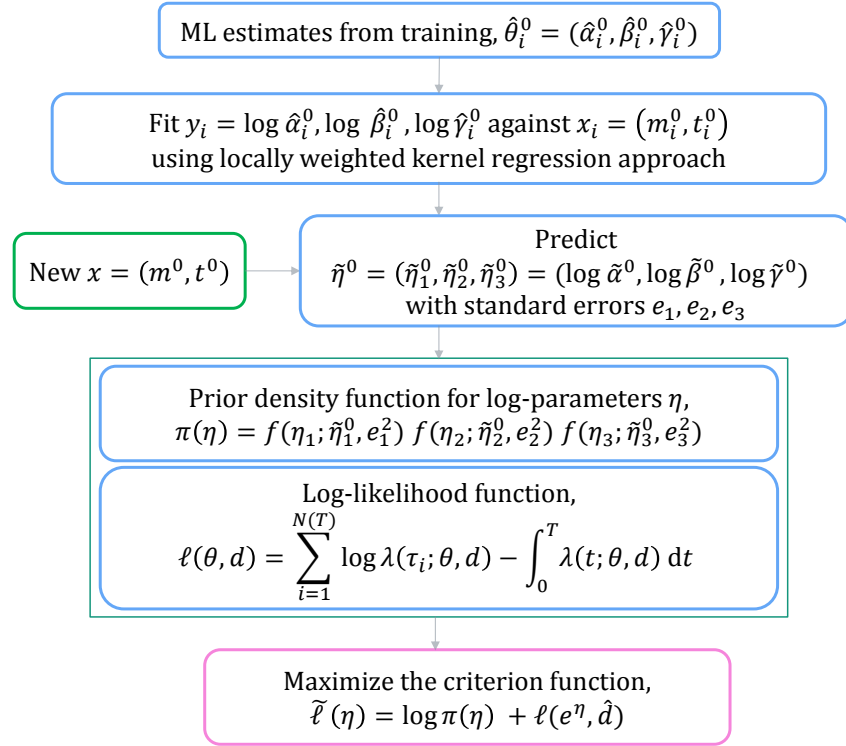 ML estimates from training, θ̂ᵢ⁰ = (α̂ᵢ⁰, β̂ᵢ⁰, γ̂ᵢ⁰)
Fit yᵢ = log α̂ᵢ⁰, log β̂ᵢ⁰, log γ̂ᵢ⁰ against xᵢ = (mᵢ⁰, tᵢ⁰)
using locally weighted kernel regression approach
New x = (m⁰, t⁰)
Predict
η̃⁰ = (η̃₁⁰, η̃₂⁰, η̃₃⁰) = (log α̃⁰, log β̃⁰, log γ̃⁰)
with standard errors e₁, e₂, e₃
Prior density function for log-parameters η,
π(η) = f(η₁; η̃₁⁰, e₁²) f(η₂; η̃₂⁰, e₂²) f(η₃; η̃₃⁰, e₃²)
Log-likelihood function,
ℓ(θ, d) = ∑_{i=1}^{N(T)} log λ(τᵢ; θ, d) − ∫₀ᵀ λ(t; θ, d) dt
Maximize the criterion function,
ℓ̃ (η) = log π(η) + ℓ(e^η, d̂)